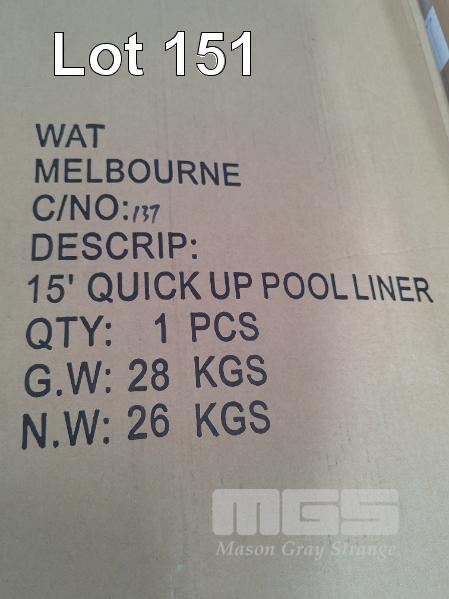 Lot 151
WAT
MELBOURNE
C/NO: 137
DESCRIP:
15' QUICK UP POOL LINER
QTY: 1 PCS
G.W: 28 KGS
N.W: 26 KGS
MGS
Mason Gray Strange